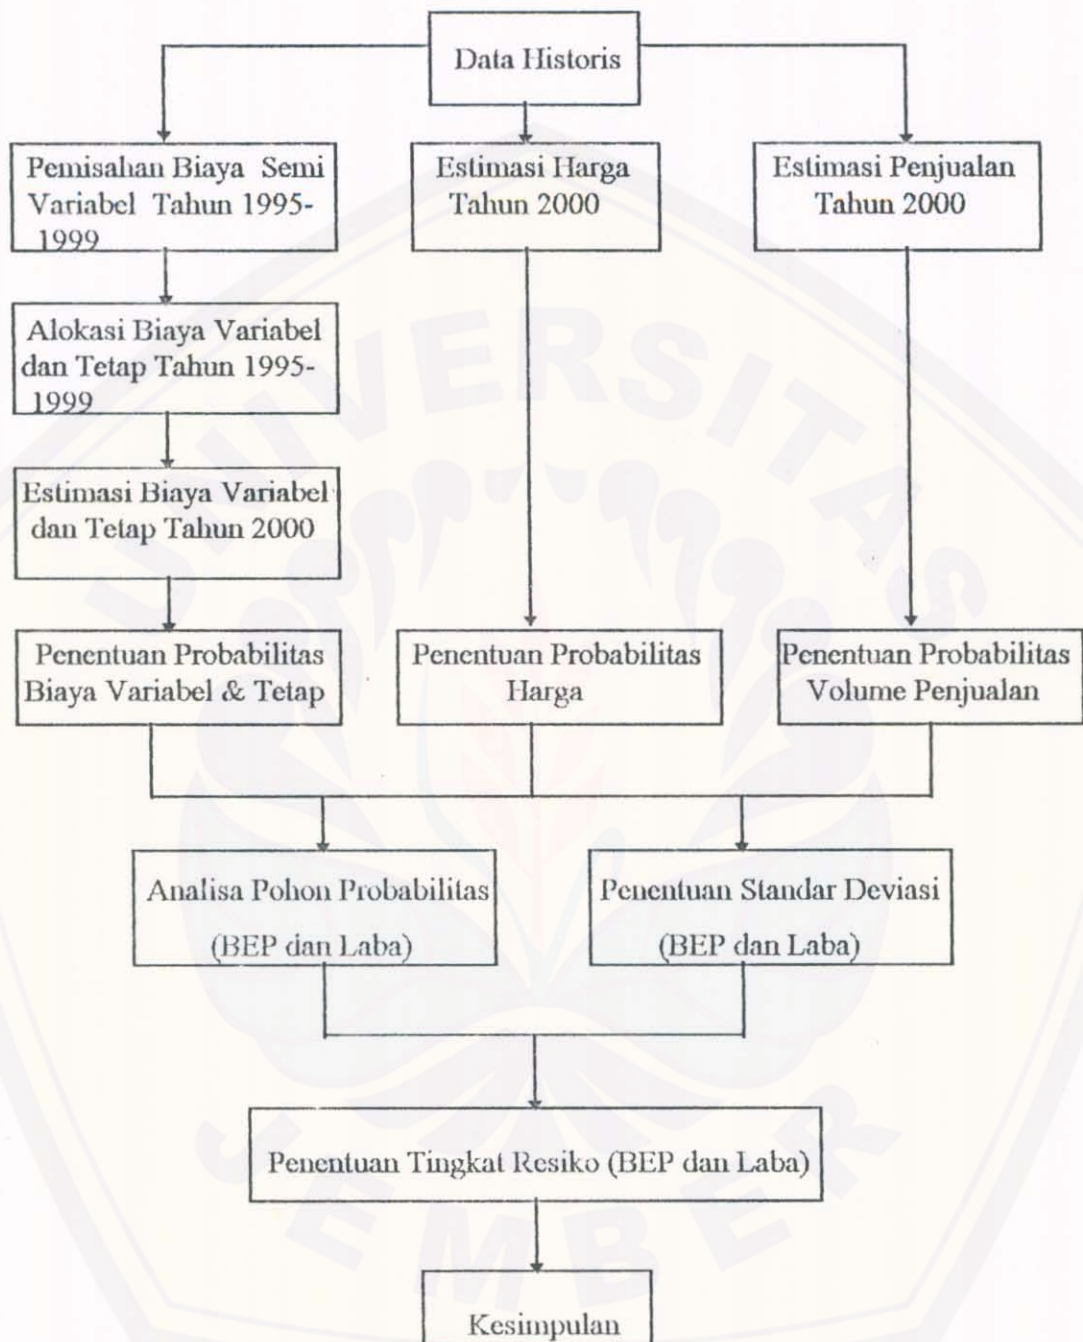 Data Historis
Pemisahan Biaya Semi
Variabel Tahun 1995-
1999
Estimasi Harga
Tahun 2000
Estimasi Penjualan
Tahun 2000
Alokasi Biaya Variabel
dan Tetap Tahun 1995-
1999
Estimasi Biaya Variabel
dan Tetap Tahun 2000
Penentuan Probabilitas
Biaya Variabel & Tetap
Penentuan Probabilitas
Harga
Penentuan Probabilitas
Volume Penjualan
Analisa Pohon Probabilitas
(BEP dan Laba)
Penentuan Standar Deviasi
(BEP dan Laba)
Penentuan Tingkat Resiko (BEP dan Laba)
Kesimpulan
UNIVERSITAS
JEMBER